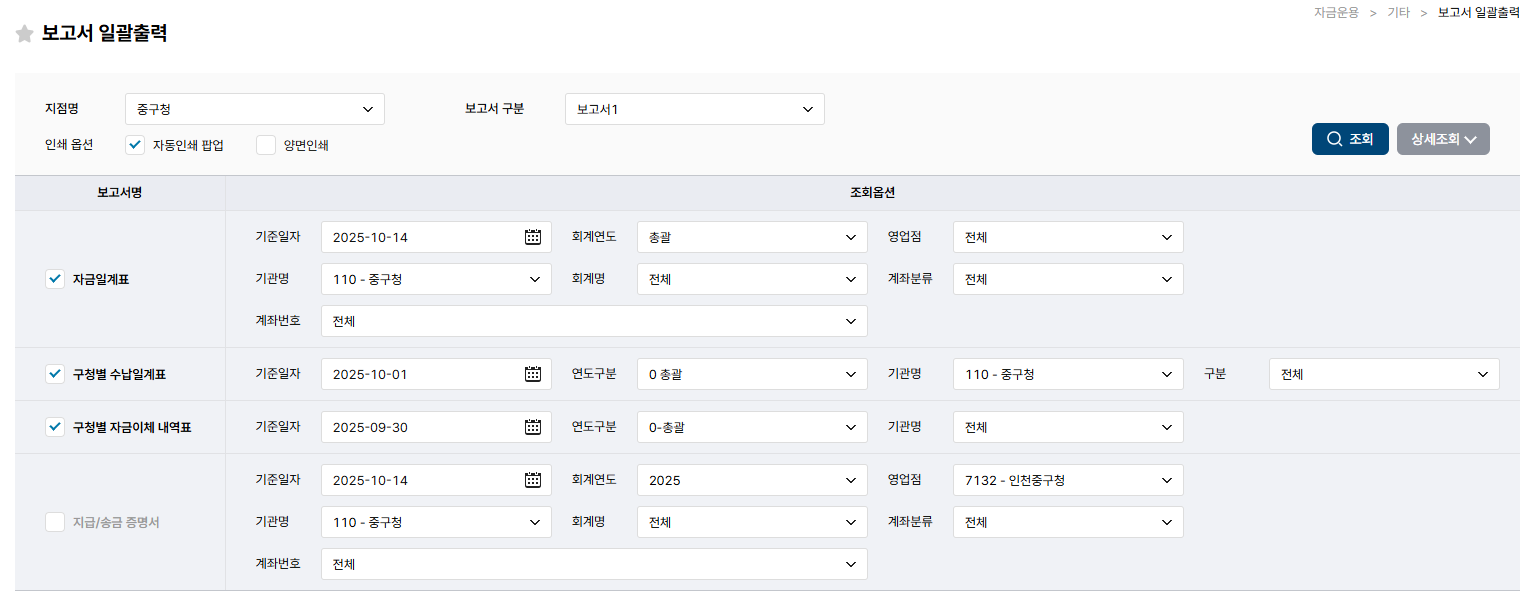 자금운용 > 기타 > 보고서 일괄출력
보고서 일괄출력
지점명 중구청 보고서 구분 보고서1
인쇄 옵션 자동인쇄 팝업 양면인쇄
조회 상세조회
보고서명 조회옵션
자금일계표
기준일자 2025-10-14 회계연도 총괄 영업점 전체
기관명 110 - 중구청 회계명 전체 계좌분류 전체
계좌번호 전체
구청별 수납일계표 기준일자 2025-10-01 연도구분 0 총괄 기관명 110 - 중구청 구분 전체
구청별 자금이체 내역표 기준일자 2025-09-30 연도구분 0-총괄 기관명 전체
지급/송금 증명서
기준일자 2025-10-14 회계연도 2025 영업점 7132 - 인천중구청
기관명 110 - 중구청 회계명 전체 계좌분류 전체
계좌번호 전체